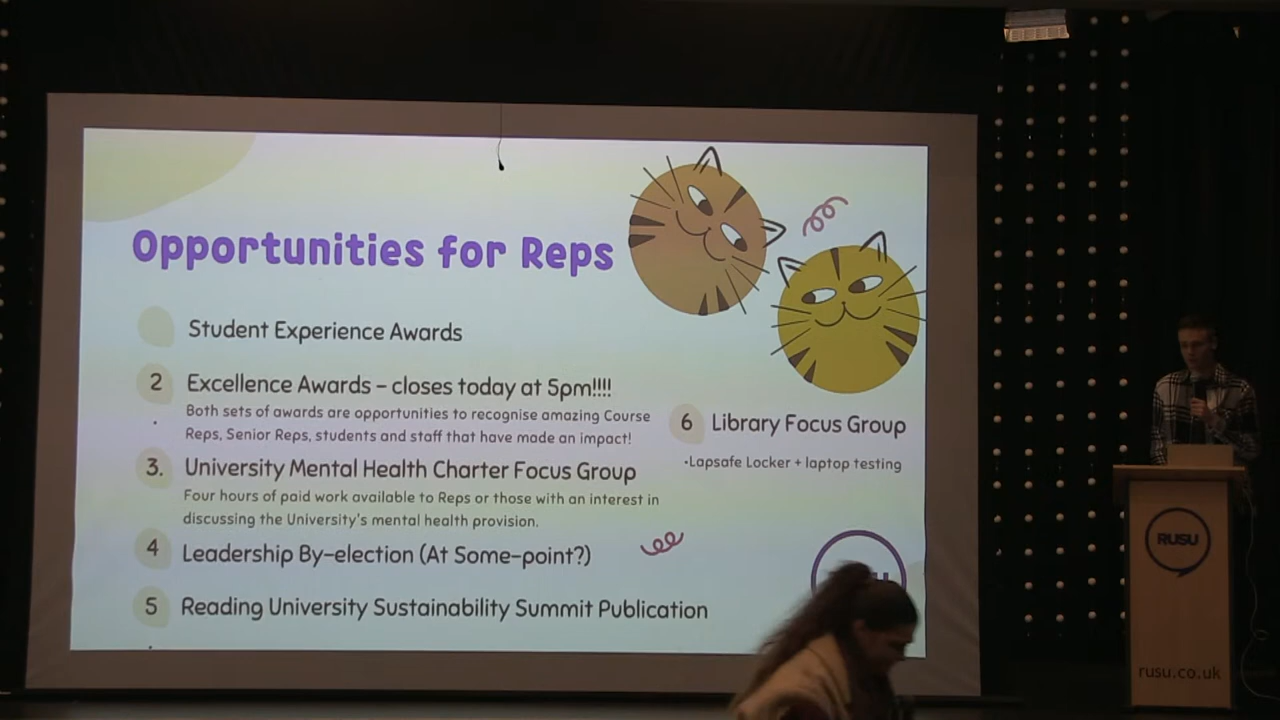 Opportunities for Reps
Student Experience Awards
2
Excellence Awards – closes today at 5pm!!!!
Both sets of awards are opportunities to recognise amazing Course
Reps, Senior Reps, students and staff that have made an impact!
3.
University Mental Health Charter Focus Group
Four hours of paid work available to Reps or those with an interest in
discussing the University's mental health provision.
4
Leadership By-election (At Some-point?)
5
Reading University Sustainability Summit Publication
6
Library Focus Group
•Lapsafe Locker + laptop testing
RUSU
rusu.co.uk